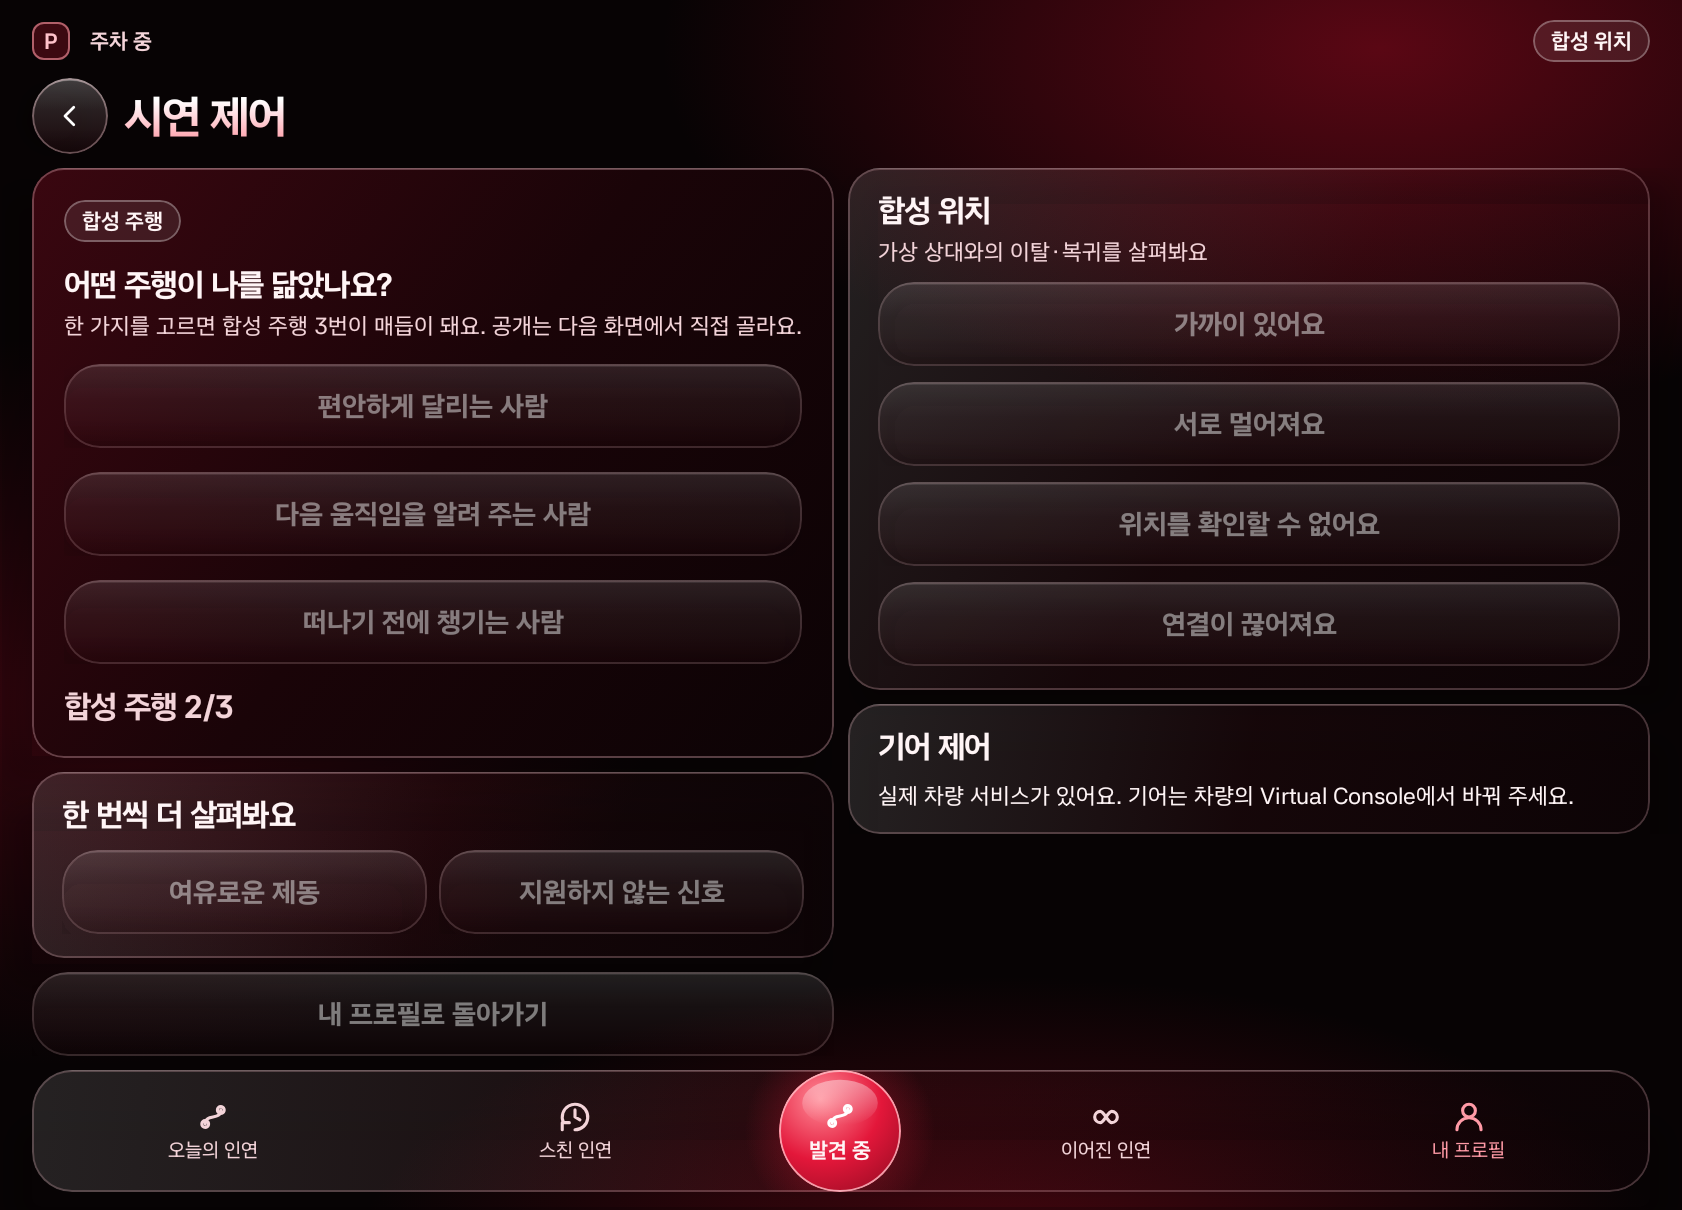 P 주차 중
합성 위치
시연 제어
합성 주행
어떤 주행이 나를 닮았나요?
한 가지를 고르면 합성 주행 3번이 매듭이 돼요. 공개는 다음 화면에서 직접 골라요.
편안하게 달리는 사람
다음 움직임을 알려 주는 사람
떠나기 전에 챙기는 사람
합성 주행 2/3
한 번씩 더 살펴봐요
여유로운 제동
지원하지 않는 신호
내 프로필로 돌아가기
합성 위치
가상 상대와의 이탈·복귀를 살펴봐요
가까이 있어요
서로 멀어져요
위치를 확인할 수 없어요
연결이 끊어져요
기어 제어
실제 차량 서비스가 있어요. 기어는 차량의 Virtual Console에서 바꿔 주세요.
오늘의 인연
스친 인연
발견 중
이어진 인연
내 프로필